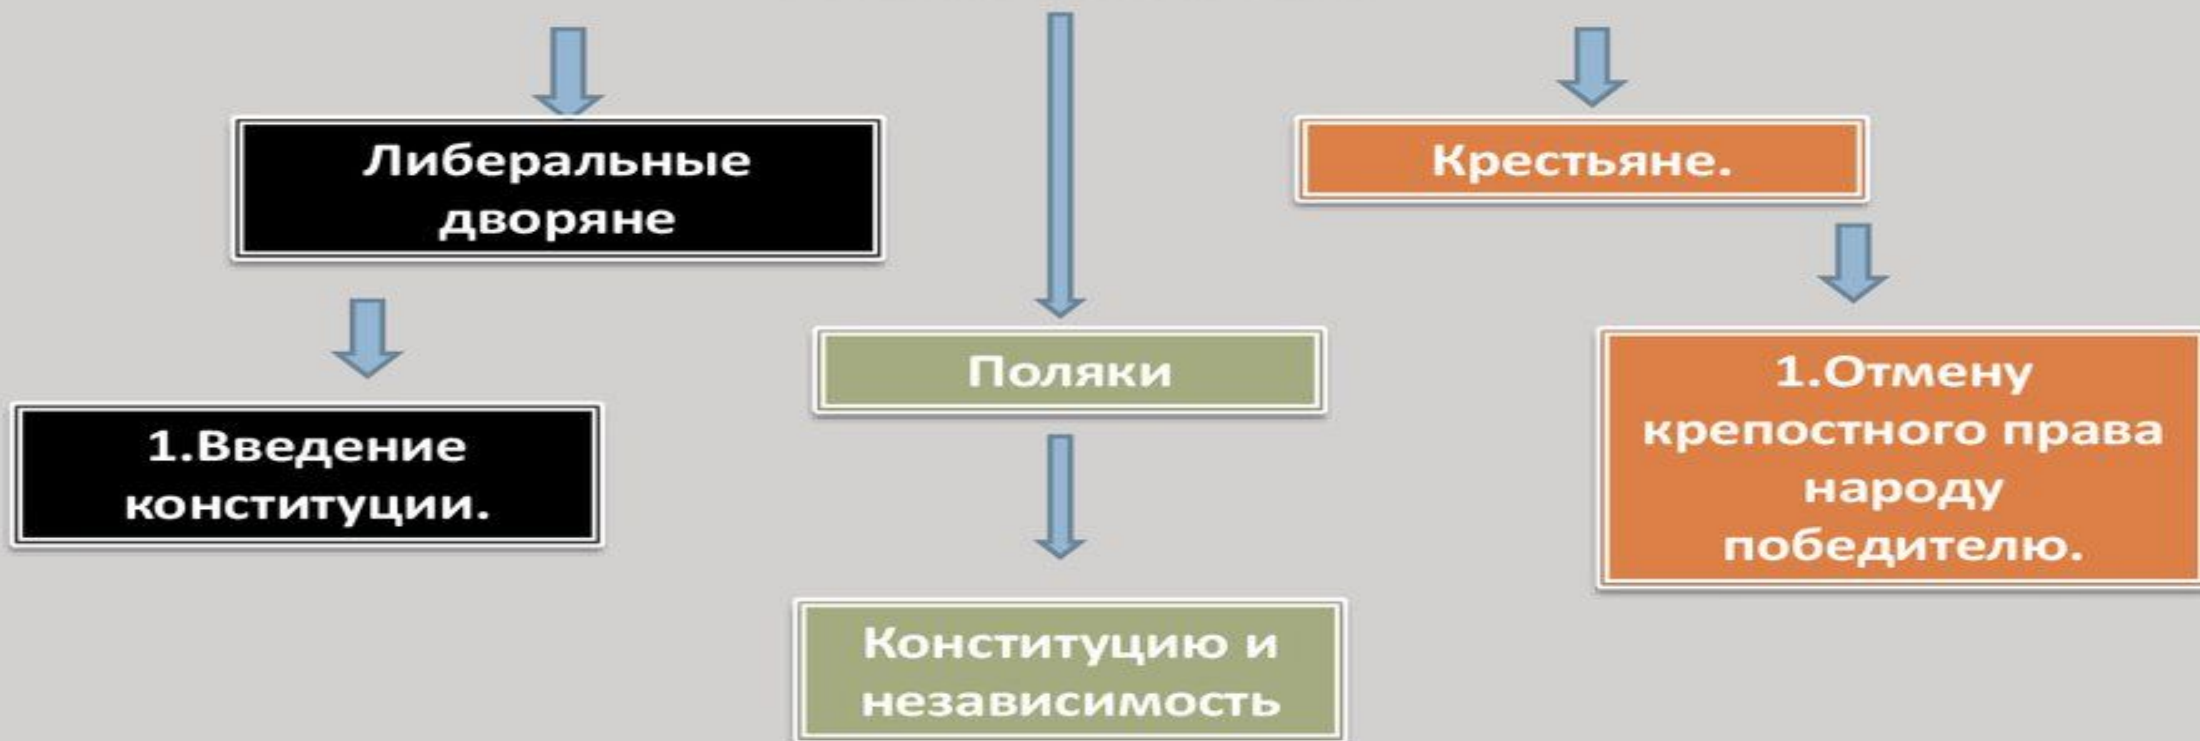 Либеральные
дворяне
1.Введение
конституции.
Поляки
Конституцию и
независимость
Крестьяне.
1.Отмену
крепостного права
народу
победителю.